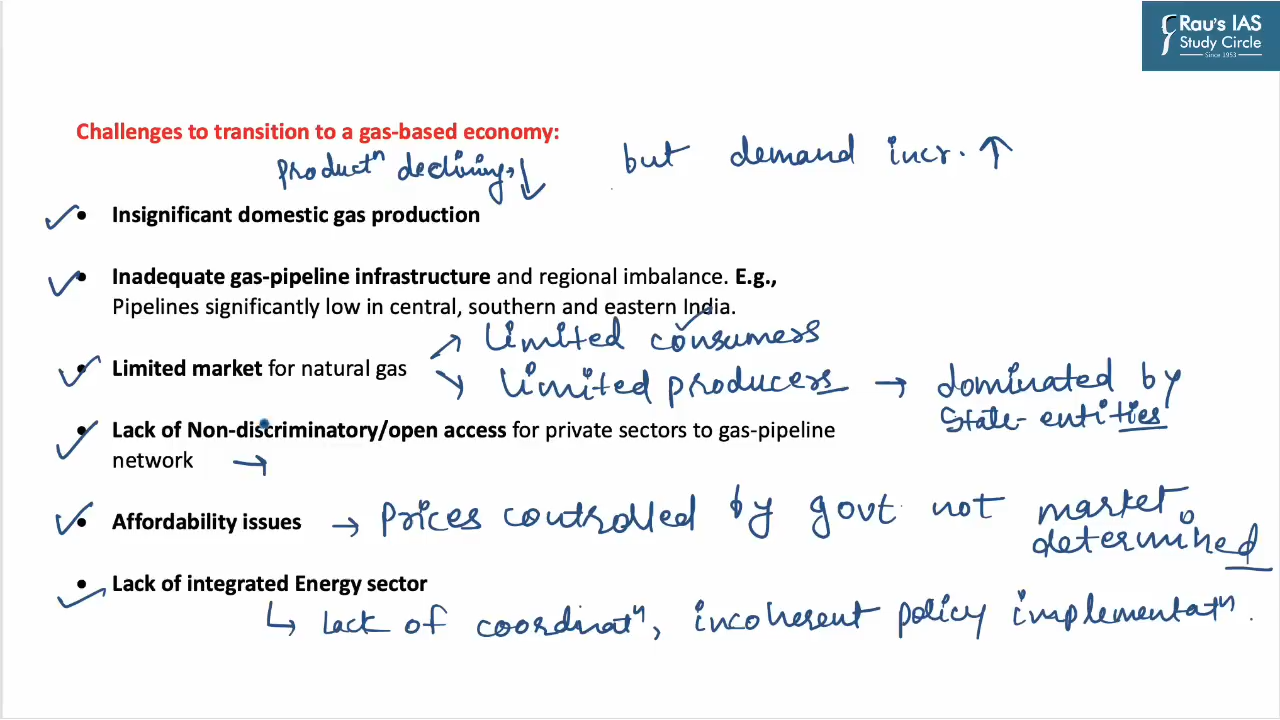 Rau's IAS
Study Circle
Since 1953
Challenges to transition to a gas-based economy:
productⁿ declining, ↓ but demand incr. ↑
• Insignificant domestic gas production
• Inadequate gas-pipeline infrastructure and regional imbalance. E.g.,
Pipelines significantly low in central, southern and eastern India.
limited consumers
• Limited market for natural gas
limited producers → dominated by
State entities
• Lack of Non-discriminatory/open access for private sectors to gas-pipeline
network →
• Affordability issues → prices controlled by govt not market
determined
• Lack of integrated Energy sector
↳ lack of coordinatⁿ, incoherent policy implementatⁿ.